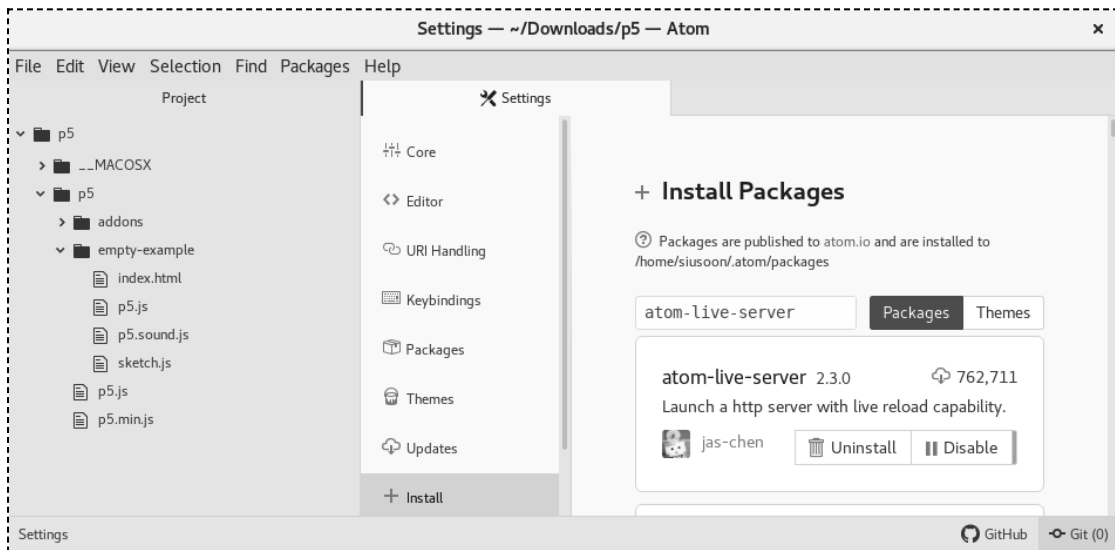 Settings — ~/Downloads/p5 — Atom
File Edit View Selection Find Packages Help
Project
p5
__MACOSX
p5
addons
empty-example
index.html
p5.js
p5.sound.js
sketch.js
p5.js
p5.min.js
Settings
Core
Editor
URI Handling
Keybindings
Packages
Themes
Updates
Install
Install Packages
Packages are published to atom.io and are installed to
/home/siusoon/.atom/packages
atom-live-server
Packages Themes
atom-live-server 2.3.0 762,711
Launch a http server with live reload capability.
jas-chen Uninstall Disable
Settings GitHub Git (0)